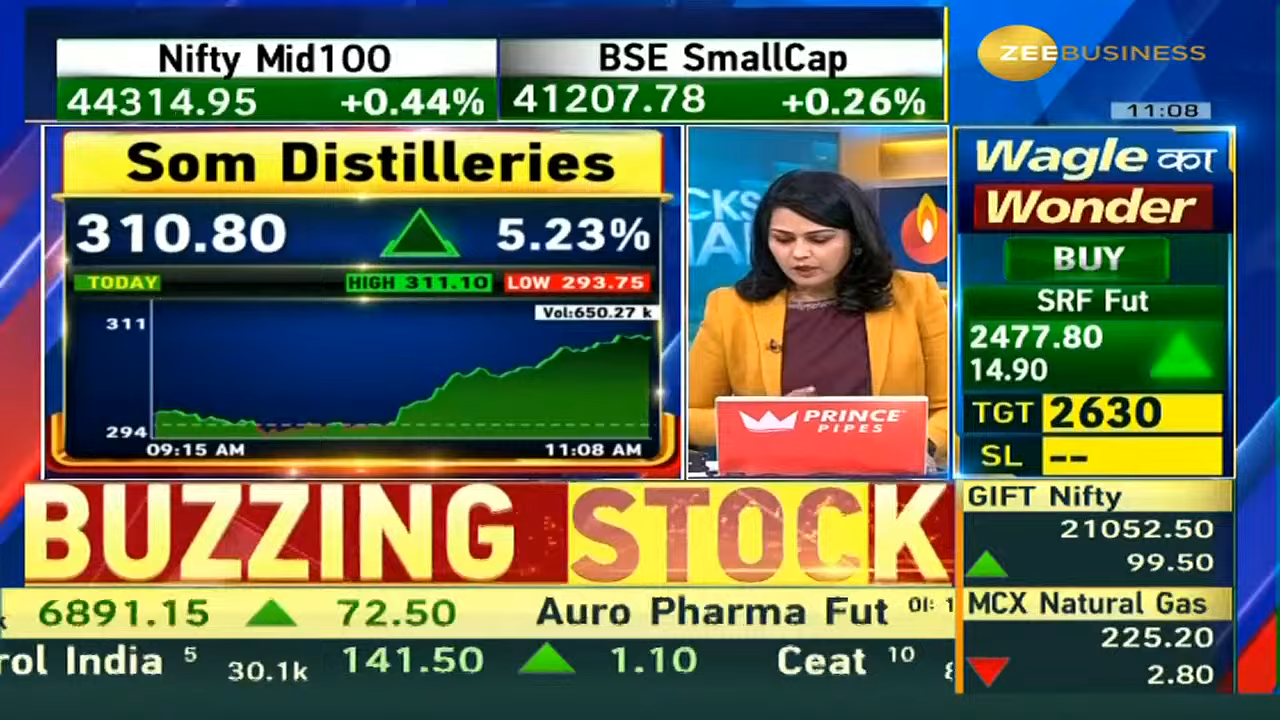 Nifty Mid100
BSE SmallCap
44314.95 +0.44%
41207.78 +0.26%
ZEEBUSINESS
11:08
Som Distilleries
310.80 5.23%
TODAY HIGH 311.10 LOW 293.75
Vol:650.27 k
311
294
09:15 AM 11:08 AM
CKS
PRINCE
PIPES
Wagle का
Wonder
BUY
SRF Fut
2477.80
14.90
TGT 2630
SL --
BUZZING STOCK
GIFT Nifty
21052.50
99.50
MCX Natural Gas
225.20
2.80
6891.15 72.50 Auro Pharma Fut OI: 1
rol India 5 30.1k 141.50 1.10 Ceat 10